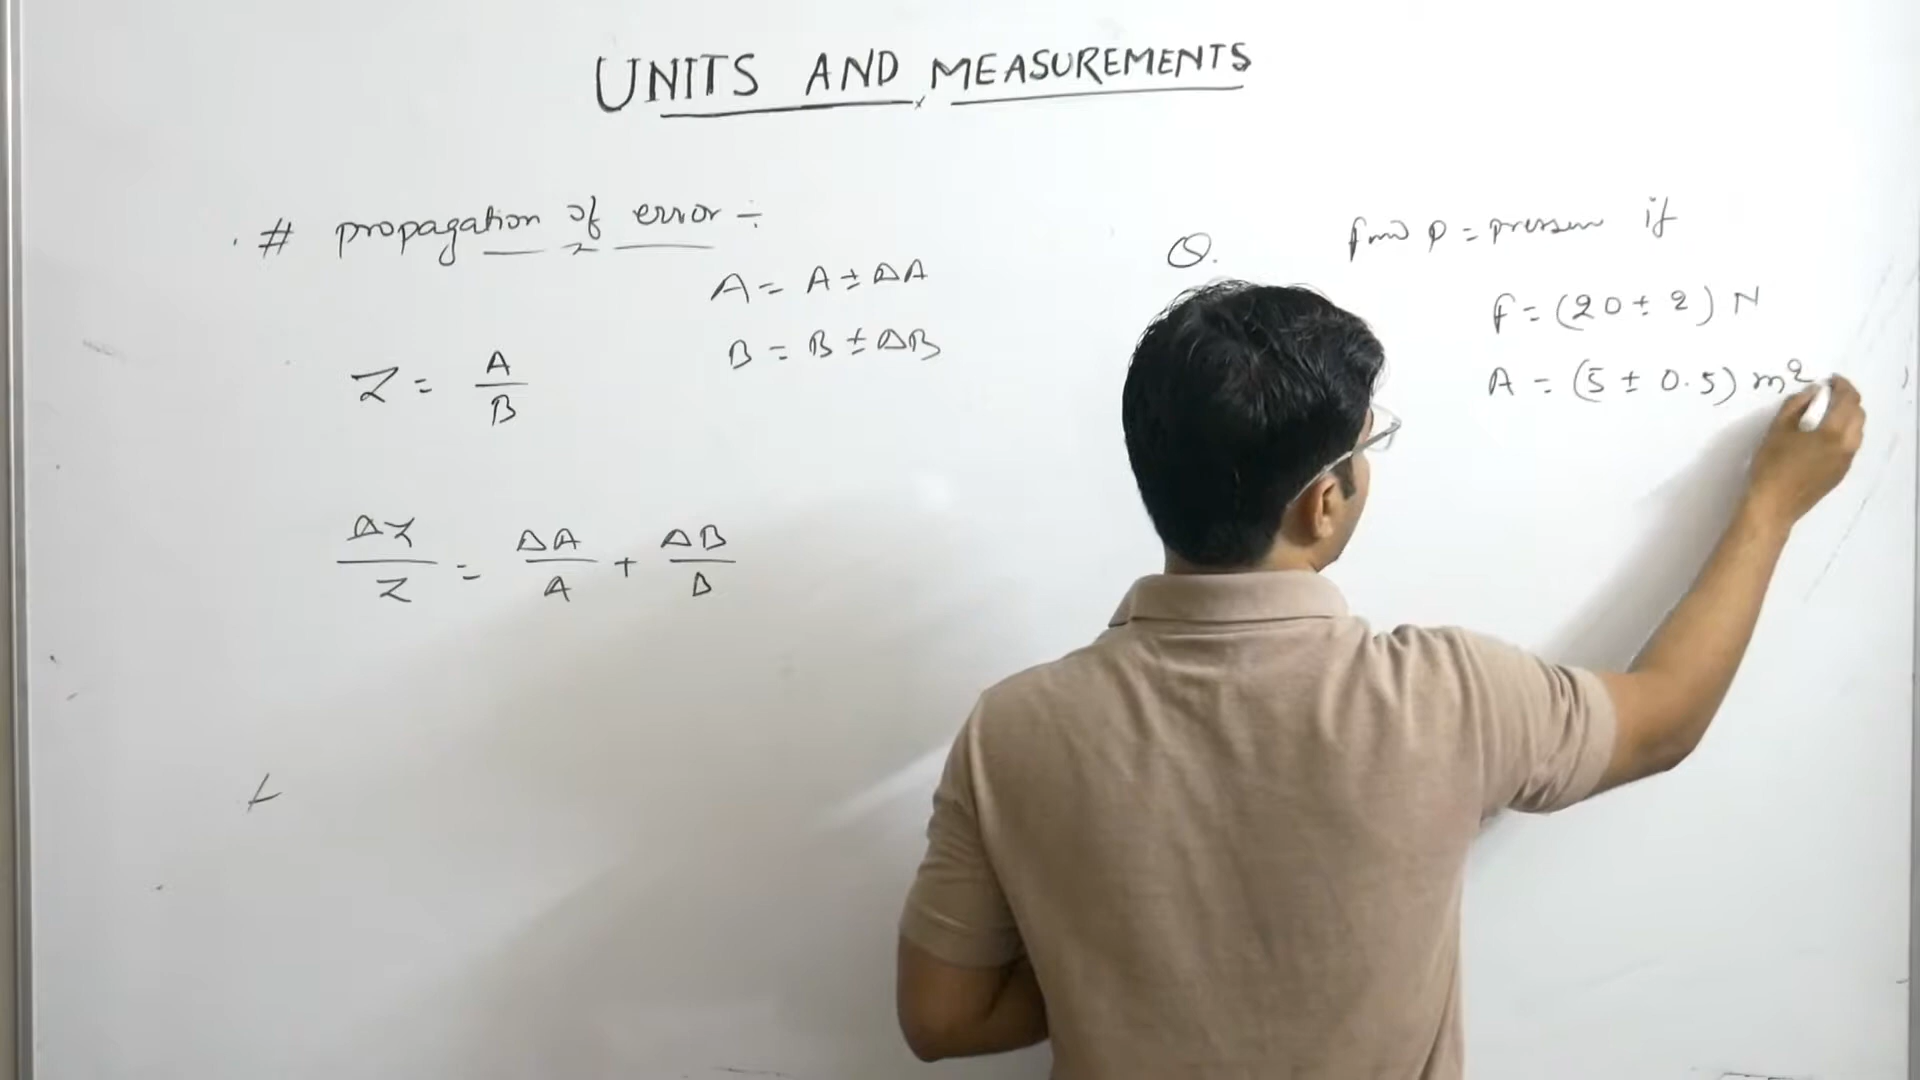 UNITS AND MEASUREMENTS
# propagation of error ÷
A = A ± ΔA
B = B ± ΔB
Z = A/B
ΔZ/Z = ΔA/A + ΔB/B
Q. find P = pressure if
F = (20 ± 2) N
A = (5 ± 0.5) m²